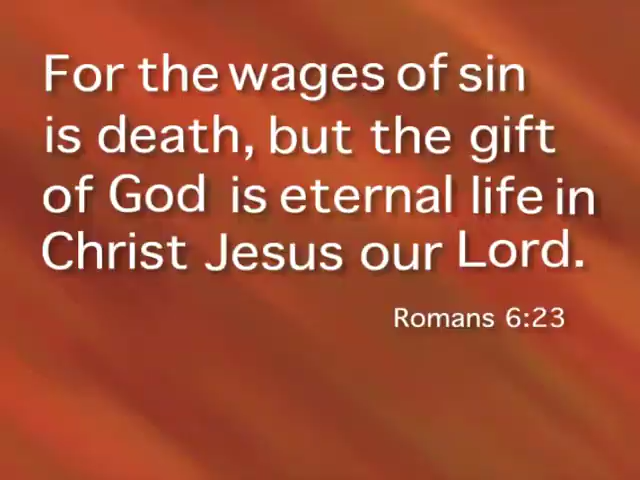 For the wages of sin
is death, but the gift
of God is eternal life in
Christ Jesus our Lord.
Romans 6:23